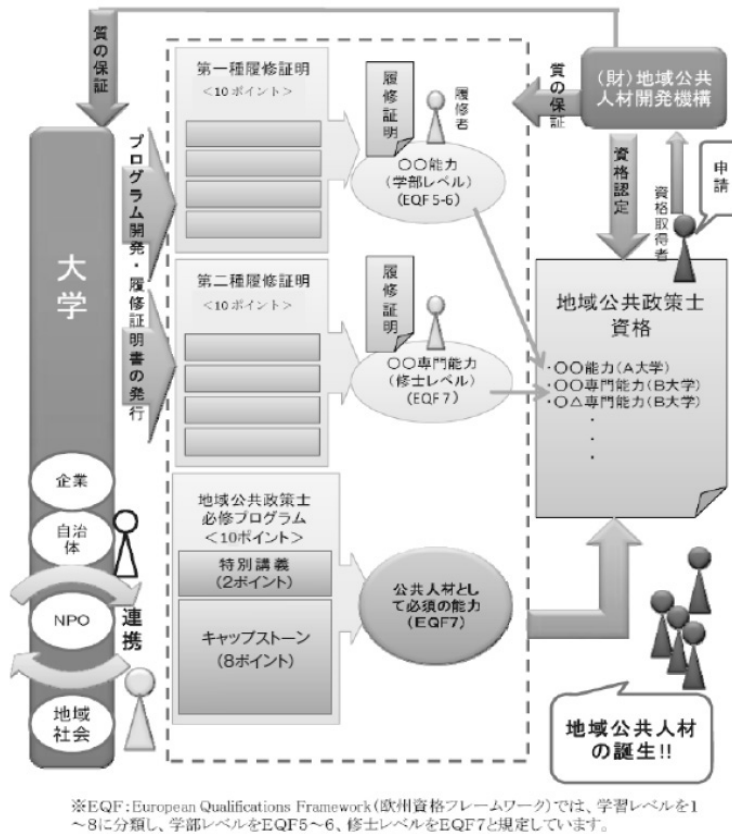 質の保証
大学
企業
自治
体
NPO
地域
社会
連携
プログラム開発・履修証明書の発行
第一種履修証明
<10ポイント>
履修証明
履修者
〇〇能力
(学部レベル)
(EQF5-6)
第二種履修証明
<10ポイント>
履修証明
〇〇専門能力
(修士レベル)
(EQF7)
地域公共政策士
必修プログラム
<10ポイント>
特別講義
(2ポイント)
キャップストーン
(8ポイント)
公共人材とし
て必須の能力
(EQF7)
質の保証
(財)地域公共
人材開発機構
資格認定
資格取得者
申請
地域公共政策士
資格
・〇〇能力(A大学)
・〇〇専門能力(B大学)
・〇△専門能力(B大学)
・
・
・
地域公共人材
の誕生!!
※EQF:European Qualifications Framework(欧州資格フレームワーク)では、学習レベルを1
~8に分類し、学部レベルをEQF5~6、修士レベルをEQF7と規定しています。